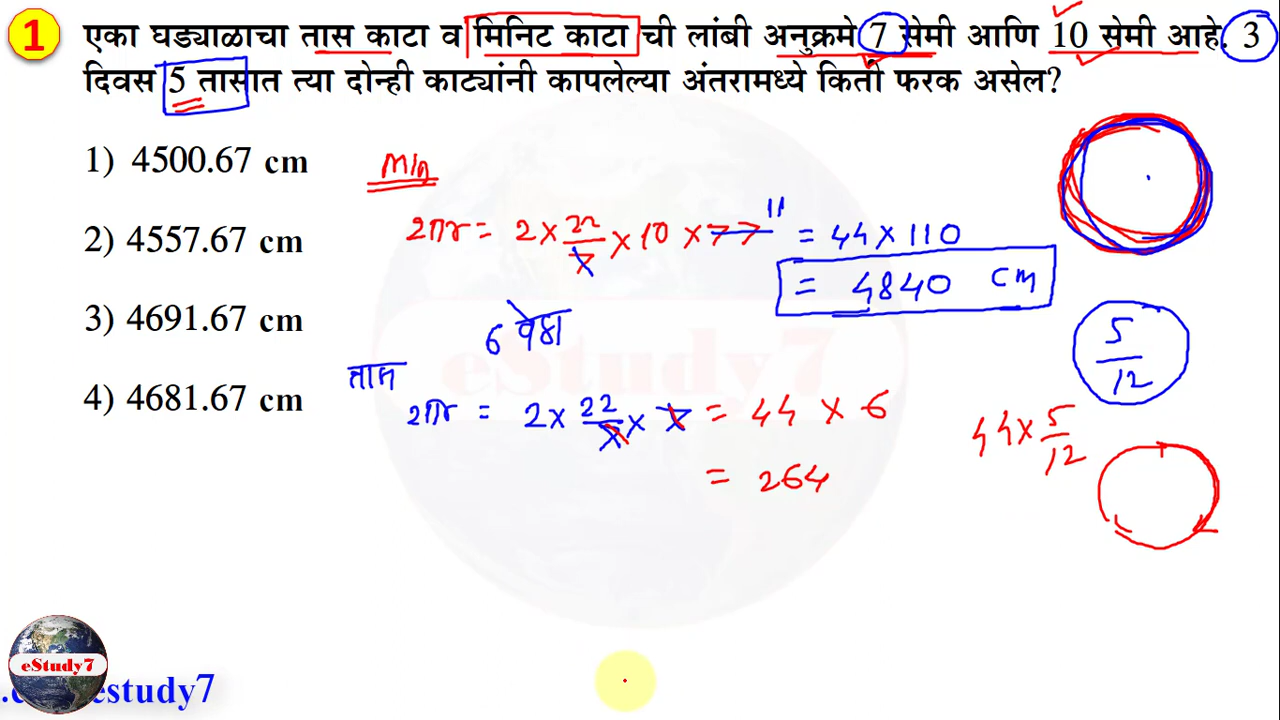 1 एका घड्याळाचा तास काटा व मिनिट काटा ची लांबी अनुक्रमे 7 सेमी आणि 10 सेमी आहे. 3
दिवस 5 तासात त्या दोन्ही काट्यांनी कापलेल्या अंतरामध्ये किती फरक असेल?
1) 4500.67 cm
2) 4557.67 cm
3) 4691.67 cm
4) 4681.67 cm
Min
2πr = 2 × 22/7 × 10 × 77 11 = 44 × 110
= 4840 cm
6 वेळा
5/12
तास
2πr = 2 × 22/7 × 7 = 44 × 6
44 × 5/12
= 264
eStudy7
eStudy7
estudy7